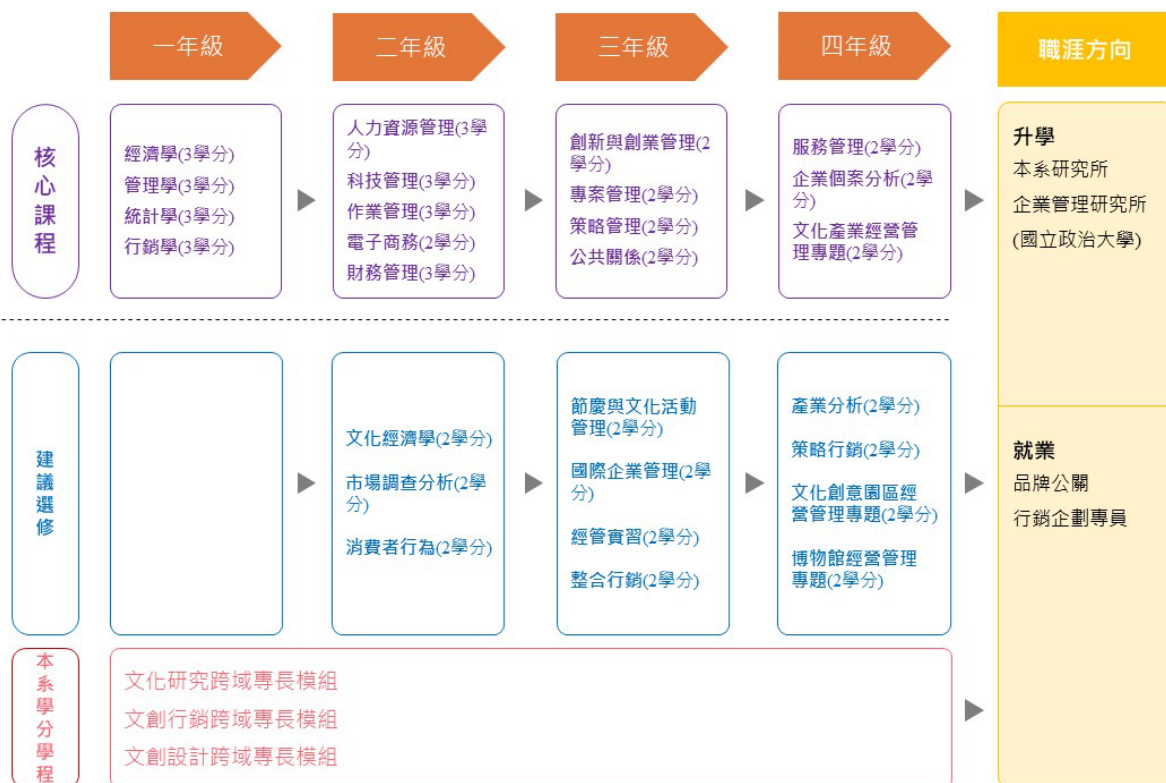 一年級
二年級
三年級
四年級
職涯方向
核
心
課
程
經濟學(3學分)
管理學(3學分)
統計學(3學分)
行銷學(3學分)
人力資源管理(3學
分)
科技管理(3學分)
作業管理(3學分)
電子商務(2學分)
財務管理(3學分)
創新與創業管理(2
學分)
專案管理(2學分)
策略管理(2學分)
公共關係(2學分)
服務管理(2學分)
企業個案分析(2學
分)
文化產業經營管
理專題(2學分)
升學
本系研究所
企業管理研究所
(國立政治大學)
建
議
選
修
文化經濟學(2學分)
市場調查分析(2學
分)
消費者行為(2學分)
節慶與文化活動
管理(2學分)
國際企業管理(2學
分)
經管實習(2學分)
整合行銷(2學分)
產業分析(2學分)
策略行銷(2學分)
文化創意園區經
營管理專題(2學分)
博物館經營管理
專題(2學分)
就業
品牌公關
行銷企劃專員
本
系
學
分
學
程
文化研究跨域專長模組
文創行銷跨域專長模組
文創設計跨域專長模組